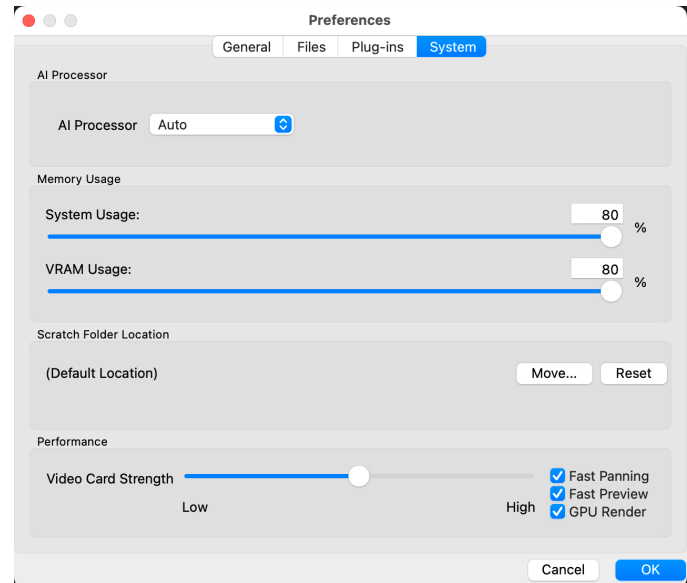 Preferences
General Files Plug-ins System
AI Processor
AI Processor Auto
Memory Usage
System Usage: 80 %
VRAM Usage: 80 %
Scratch Folder Location
(Default Location) Move... Reset
Performance
Video Card Strength Fast Panning
Fast Preview
Low High GPU Render
Cancel OK